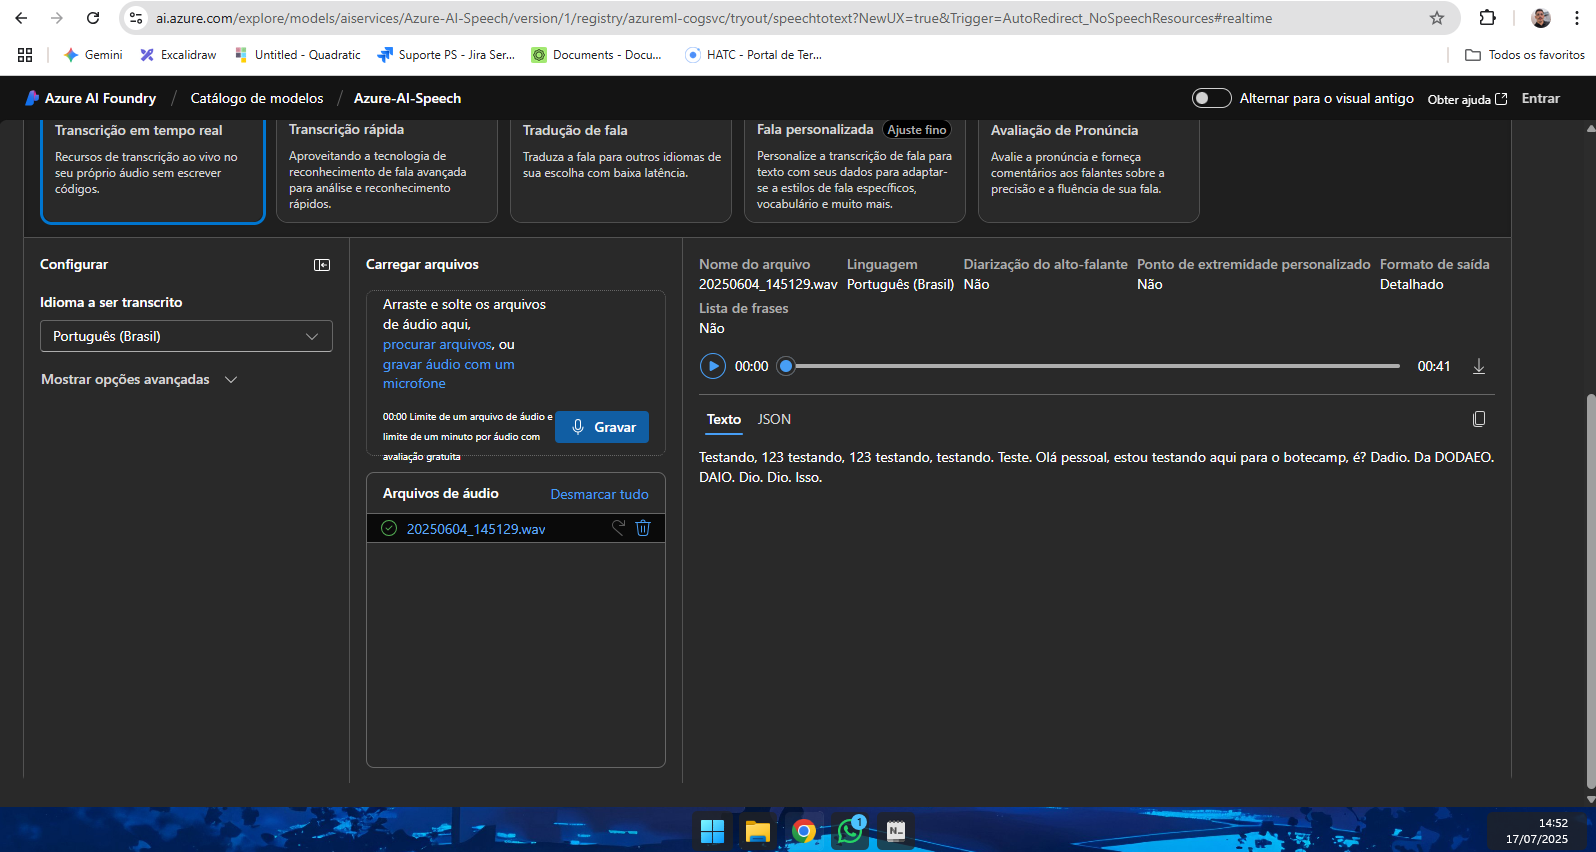 ai.azure.com/explore/models/aiservices/Azure-AI-Speech/version/1/registry/azureml-cogsvc/tryout/speechtotext?NewUX=true&Trigger=AutoRedirect_NoSpeechResources#realtime
Gemini
Excalidraw
Untitled - Quadratic
Suporte PS - Jira Ser...
Documents - Docu...
HATC - Portal de Ter...
Todos os favoritos
Azure AI Foundry / Catálogo de modelos / Azure-AI-Speech
Alternar para o visual antigo
Obter ajuda
Entrar
Transcrição em tempo real
Recursos de transcrição ao vivo no
seu próprio áudio sem escrever
códigos.
Transcrição rápida
Aproveitando a tecnologia de
reconhecimento de fala avançada
para análise e reconhecimento
rápidos.
Tradução de fala
Traduza a fala para outros idiomas de
sua escolha com baixa latência.
Fala personalizada Ajuste fino
Personalize a transcrição de fala para
texto com seus dados para adaptar-
se a estilos de fala específicos,
vocabulário e muito mais.
Avaliação de Pronúncia
Avalie a pronúncia e forneça
comentários aos falantes sobre a
precisão e a fluência de sua fala.
Configurar
Idioma a ser transcrito
Português (Brasil)
Mostrar opções avançadas
Carregar arquivos
Arraste e solte os arquivos
de áudio aqui,
procurar arquivos, ou
gravar áudio com um
microfone
00:00 Limite de um arquivo de áudio e
limite de um minuto por áudio com
avaliação gratuita
Gravar
Arquivos de áudio
Desmarcar tudo
20250604_145129.wav
Nome do arquivo
20250604_145129.wav
Linguagem
Português (Brasil)
Diarização do alto-falante
Não
Ponto de extremidade personalizado
Não
Formato de saída
Detalhado
Lista de frases
Não
00:00
00:41
Texto
JSON
Testando, 123 testando, 123 testando, testando. Teste. Olá pessoal, estou testando aqui para o botecamp, é? Dadio. Da DODAEO.
DAIO. Dio. Dio. Isso.
1
N
14:52
17/07/2025